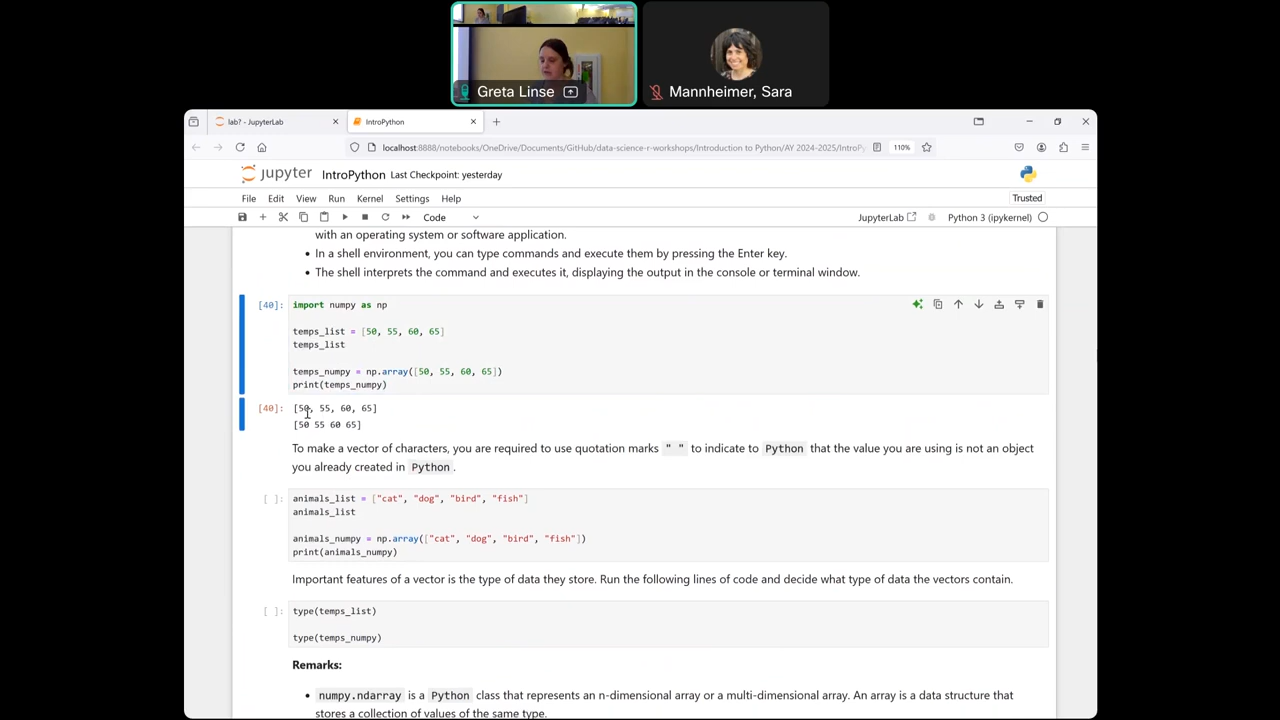 Greta Linse
Mannheimer, Sara
lab? - JupyterLab
IntroPython
localhost:8888/notebooks/OneDrive/Documents/GitHub/data-science-r-workshops/Introduction to Python/AY 2024-2025/IntroPy
110%
jupyter IntroPython Last Checkpoint: yesterday
File Edit View Run Kernel Settings Help
Trusted
Code
JupyterLab
Python 3 (ipykernel)
with an operating system or software application.
• In a shell environment, you can type commands and execute them by pressing the Enter key.
• The shell interprets the command and executes it, displaying the output in the console or terminal window.
[40]: import numpy as np
temps_list = [50, 55, 60, 65]
temps_list
temps_numpy = np.array([50, 55, 60, 65])
print(temps_numpy)
[40]: [50, 55, 60, 65]
[50 55 60 65]
To make a vector of characters, you are required to use quotation marks " " to indicate to Python that the value you are using is not an object
you already created in Python.
[ ]: animals_list = ["cat", "dog", "bird", "fish"]
animals_list
animals_numpy = np.array(["cat", "dog", "bird", "fish"])
print(animals_numpy)
Important features of a vector is the type of data they store. Run the following lines of code and decide what type of data the vectors contain.
[ ]: type(temps_list)
type(temps_numpy)
Remarks:
• numpy.ndarray is a Python class that represents an n-dimensional array or a multi-dimensional array. An array is a data structure that
stores a collection of values of the same type.